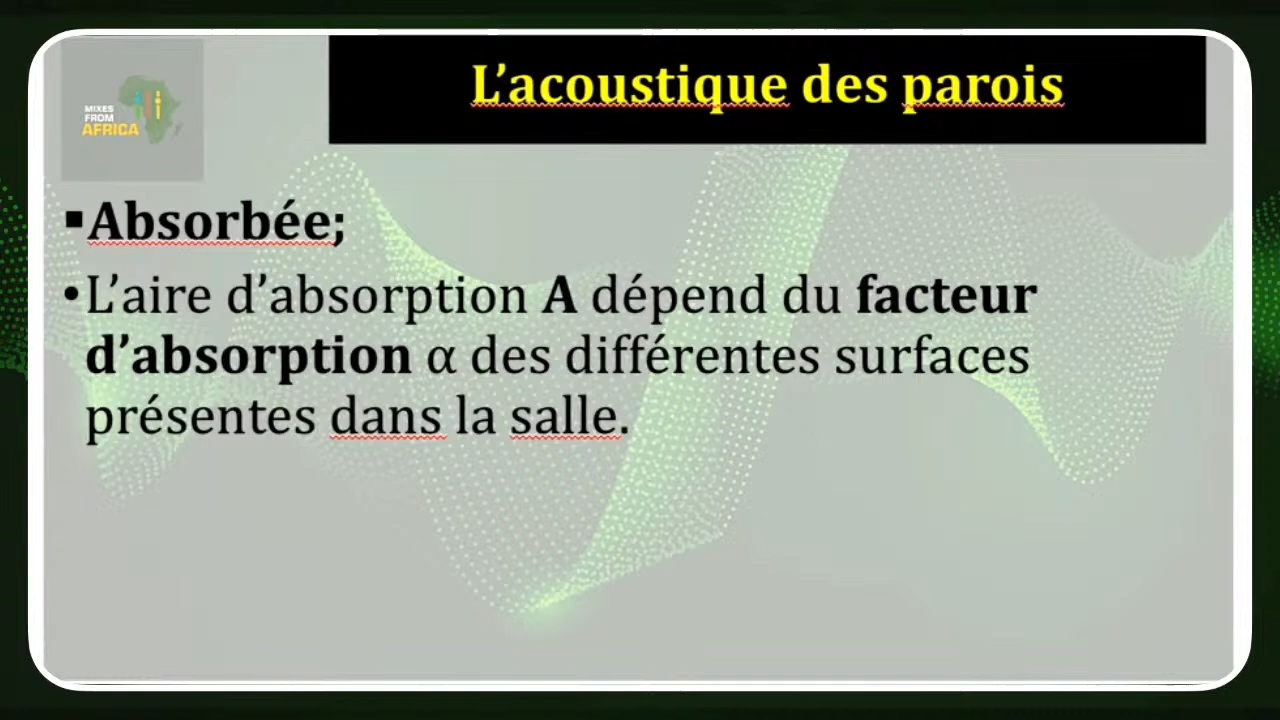 L'acoustique des parois
MIXES
FROM
AFRICA
▪Absorbée;
•L'aire d'absorption A dépend du facteur
d'absorption α des différentes surfaces
présentes dans la salle.